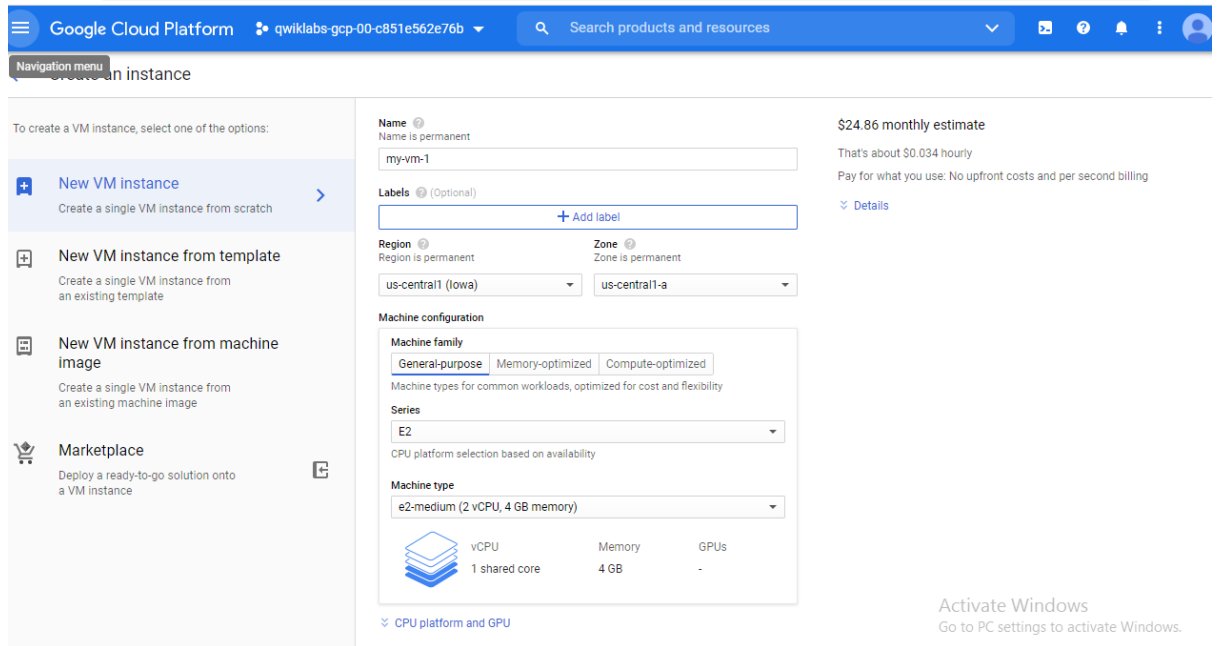 Google Cloud Platform qwiklabs-gcp-00-c851e562e76b Search products and resources
Navigation menu
Create an instance
To create a VM instance, select one of the options:
New VM instance
Create a single VM instance from scratch
New VM instance from template
Create a single VM instance from
an existing template
New VM instance from machine
image
Create a single VM instance from
an existing machine image
Marketplace
Deploy a ready-to-go solution onto
a VM instance
Name
Name is permanent
my-vm-1
Labels (Optional)
+ Add label
Region Zone
Region is permanent Zone is permanent
us-central1 (Iowa) us-central1-a
Machine configuration
Machine family
General-purpose Memory-optimized Compute-optimized
Machine types for common workloads, optimized for cost and flexibility
Series
E2
CPU platform selection based on availability
Machine type
e2-medium (2 vCPU, 4 GB memory)
vCPU Memory GPUs
1 shared core 4 GB -
CPU platform and GPU
$24.86 monthly estimate
That's about $0.034 hourly
Pay for what you use: No upfront costs and per second billing
Details
Activate Windows
Go to PC settings to activate Windows.